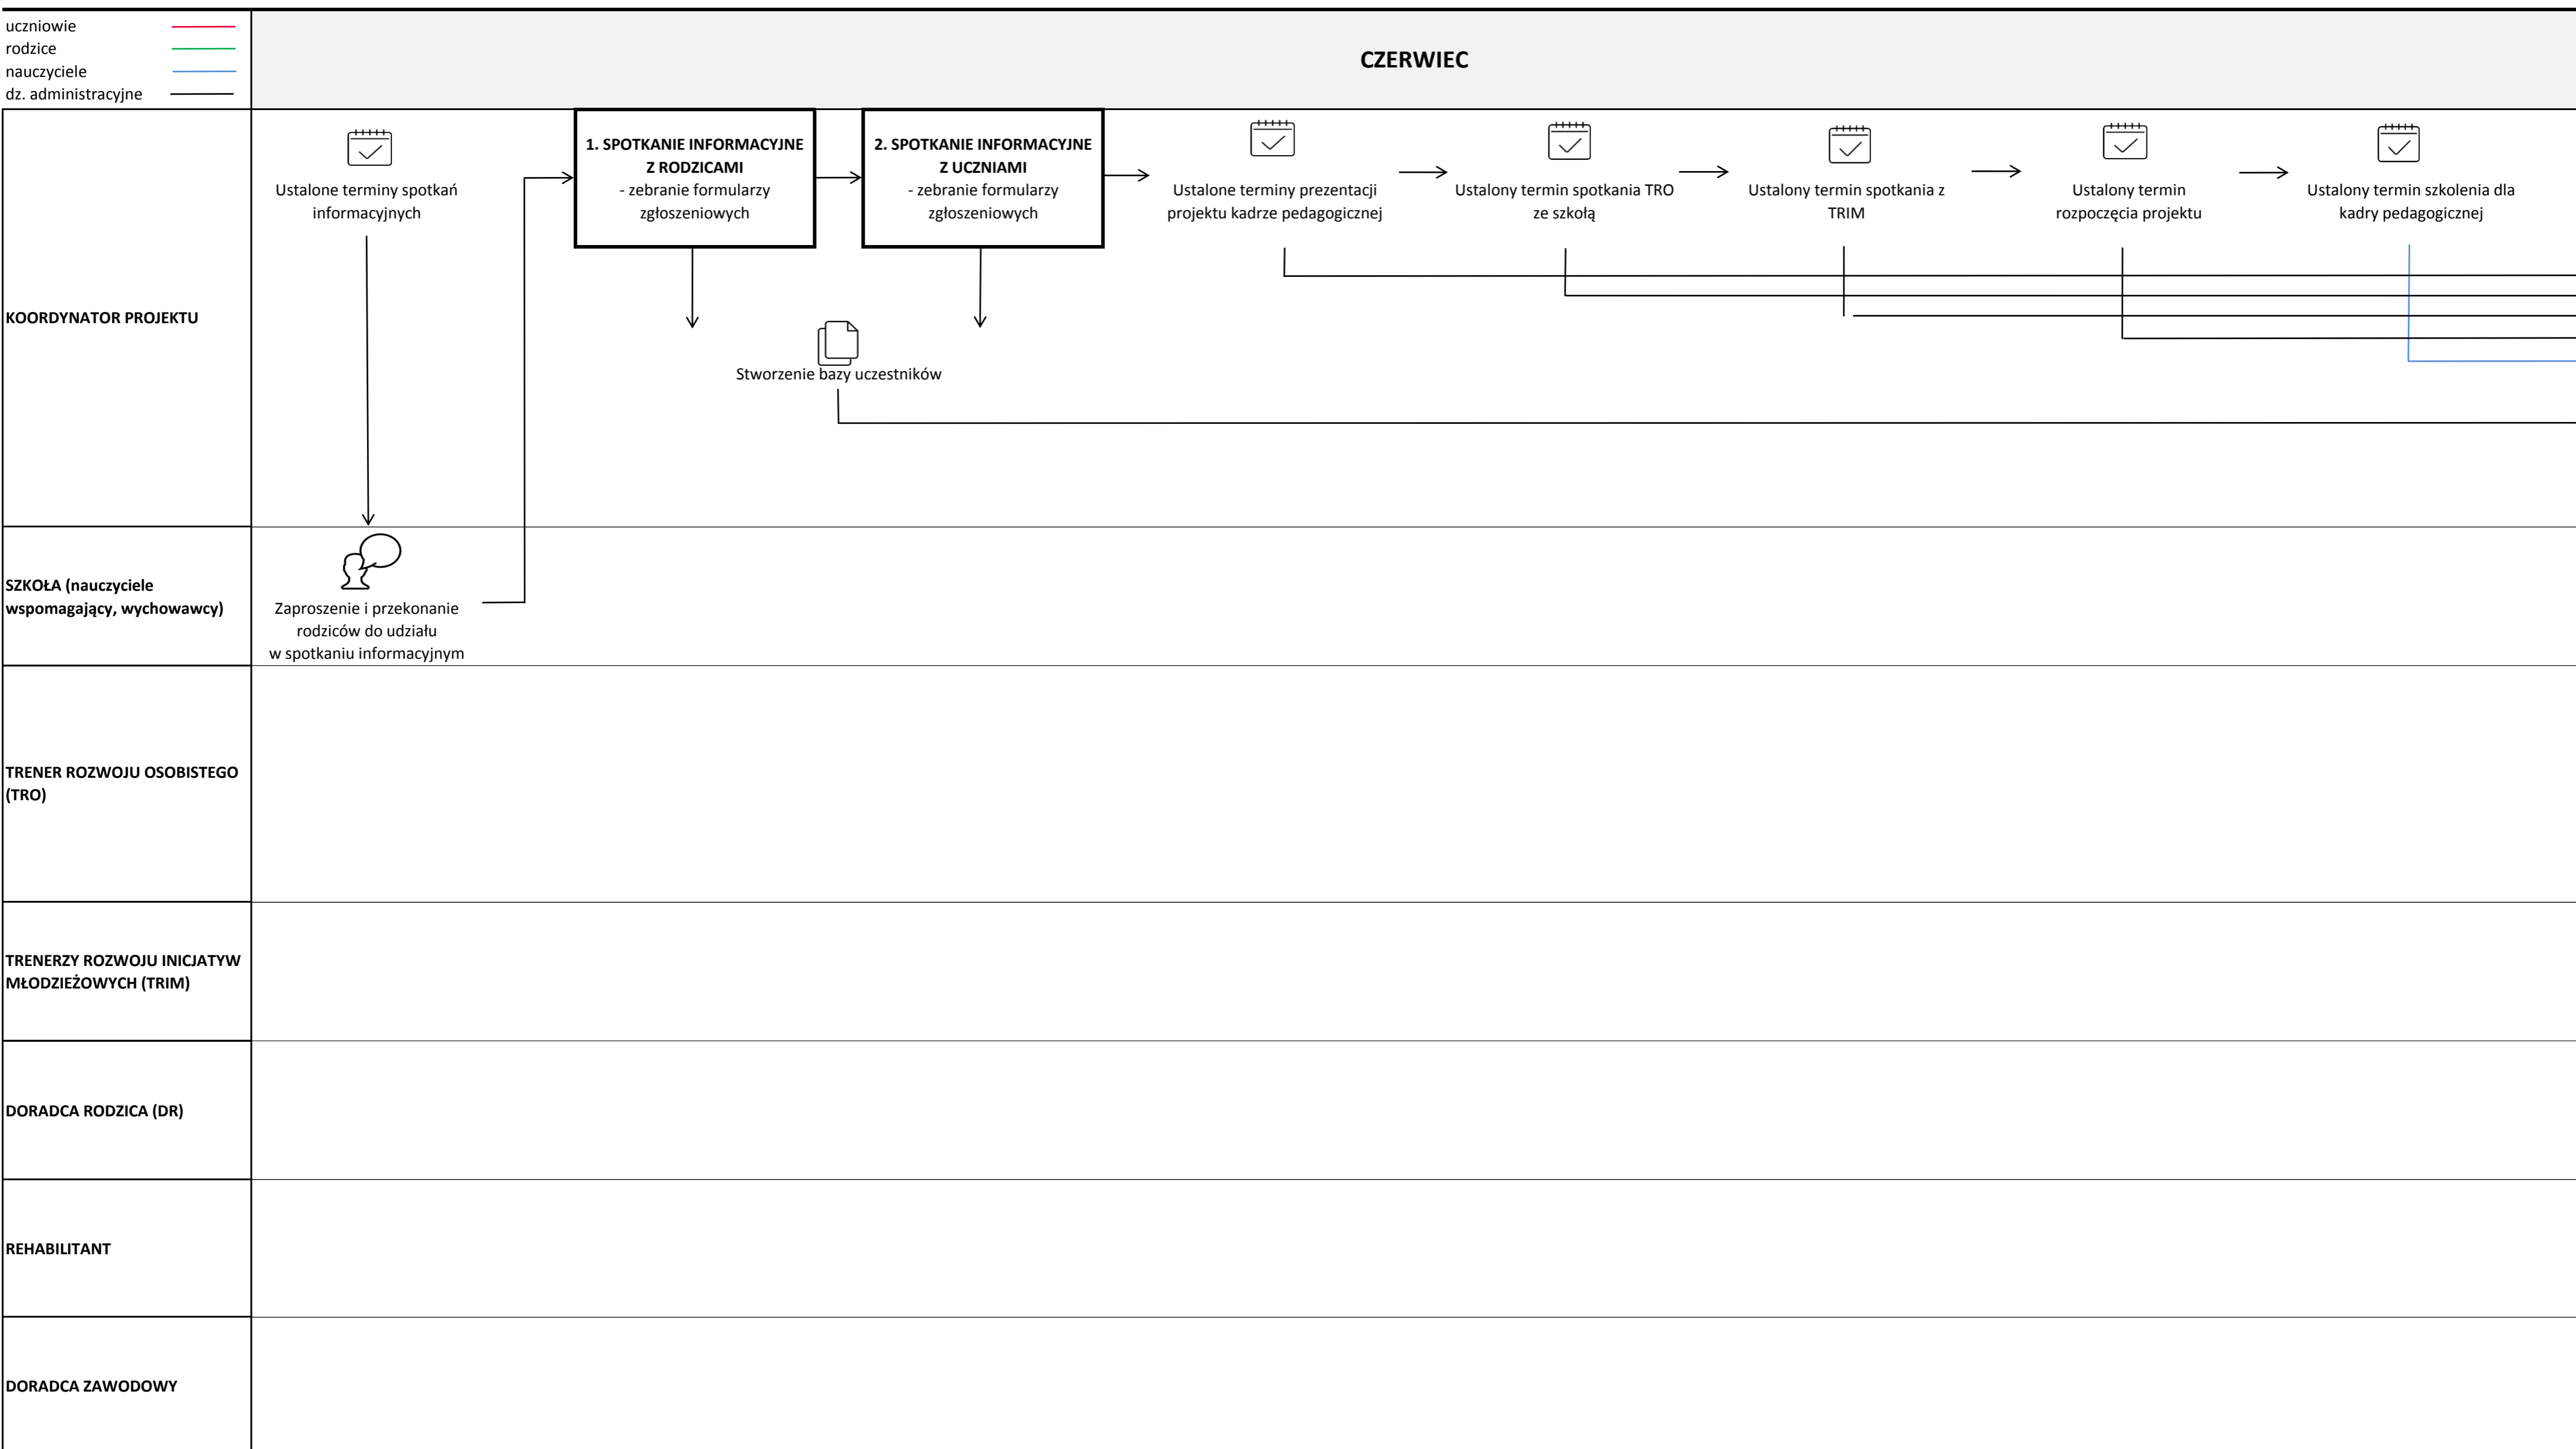 uczniowie
rodzice
nauczyciele
dz. administracyjne
CZERWIEC
KOORDYNATOR PROJEKTU
Ustalone terminy spotkań
informacyjnych
1. SPOTKANIE INFORMACYJNE
Z RODZICAMI
- zebranie formularzy
zgłoszeniowych
2. SPOTKANIE INFORMACYJNE
Z UCZNIAMI
- zebranie formularzy
zgłoszeniowych
Ustalone terminy prezentacji
projektu kadrze pedagogicznej
Ustalony termin spotkania TRO
ze szkołą
Ustalony termin spotkania z
TRIM
Ustalony termin
rozpoczęcia projektu
Ustalony termin szkolenia dla
kadry pedagogicznej
Stworzenie bazy uczestników
SZKOŁA (nauczyciele
wspomagający, wychowawcy)
Zaproszenie i przekonanie
rodziców do udziału
w spotkaniu informacyjnym
TRENER ROZWOJU OSOBISTEGO
(TRO)
TRENERZY ROZWOJU INICJATYW
MŁODZIEŻOWYCH (TRIM)
DORADCA RODZICA (DR)
REHABILITANT
DORADCA ZAWODOWY